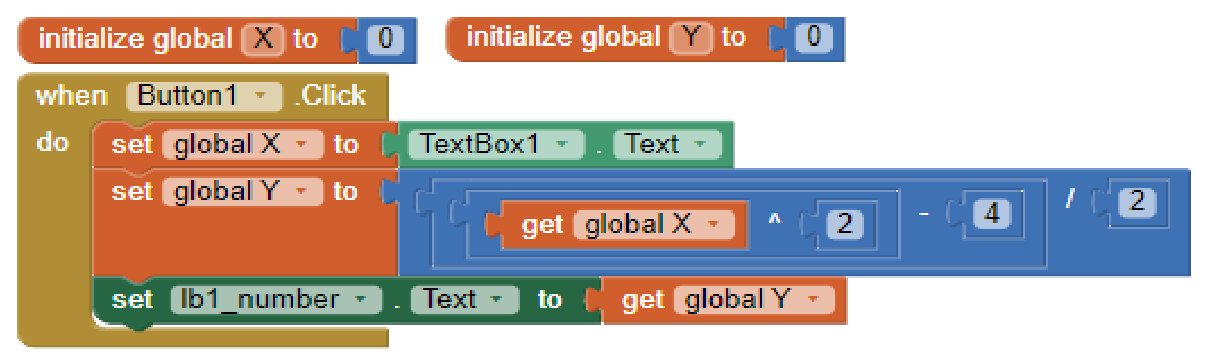 initialize global X to 0 initialize global Y to 0
when Button1 .Click
do set global X to TextBox1 . Text
set global Y to get global X ^ 2 - 4 / 2
set lb1_number . Text to get global Y